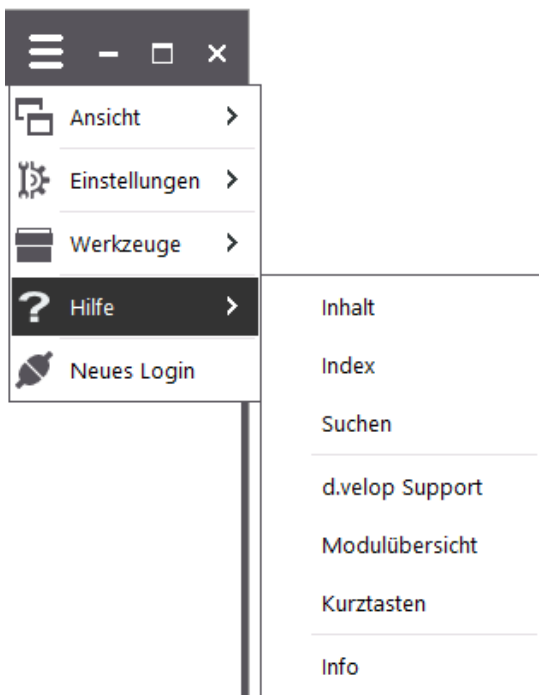 Ansicht
Einstellungen
Werkzeuge
Hilfe
Neues Login
Inhalt
Index
Suchen
d.velop Support
Modulübersicht
Kurztasten
Info